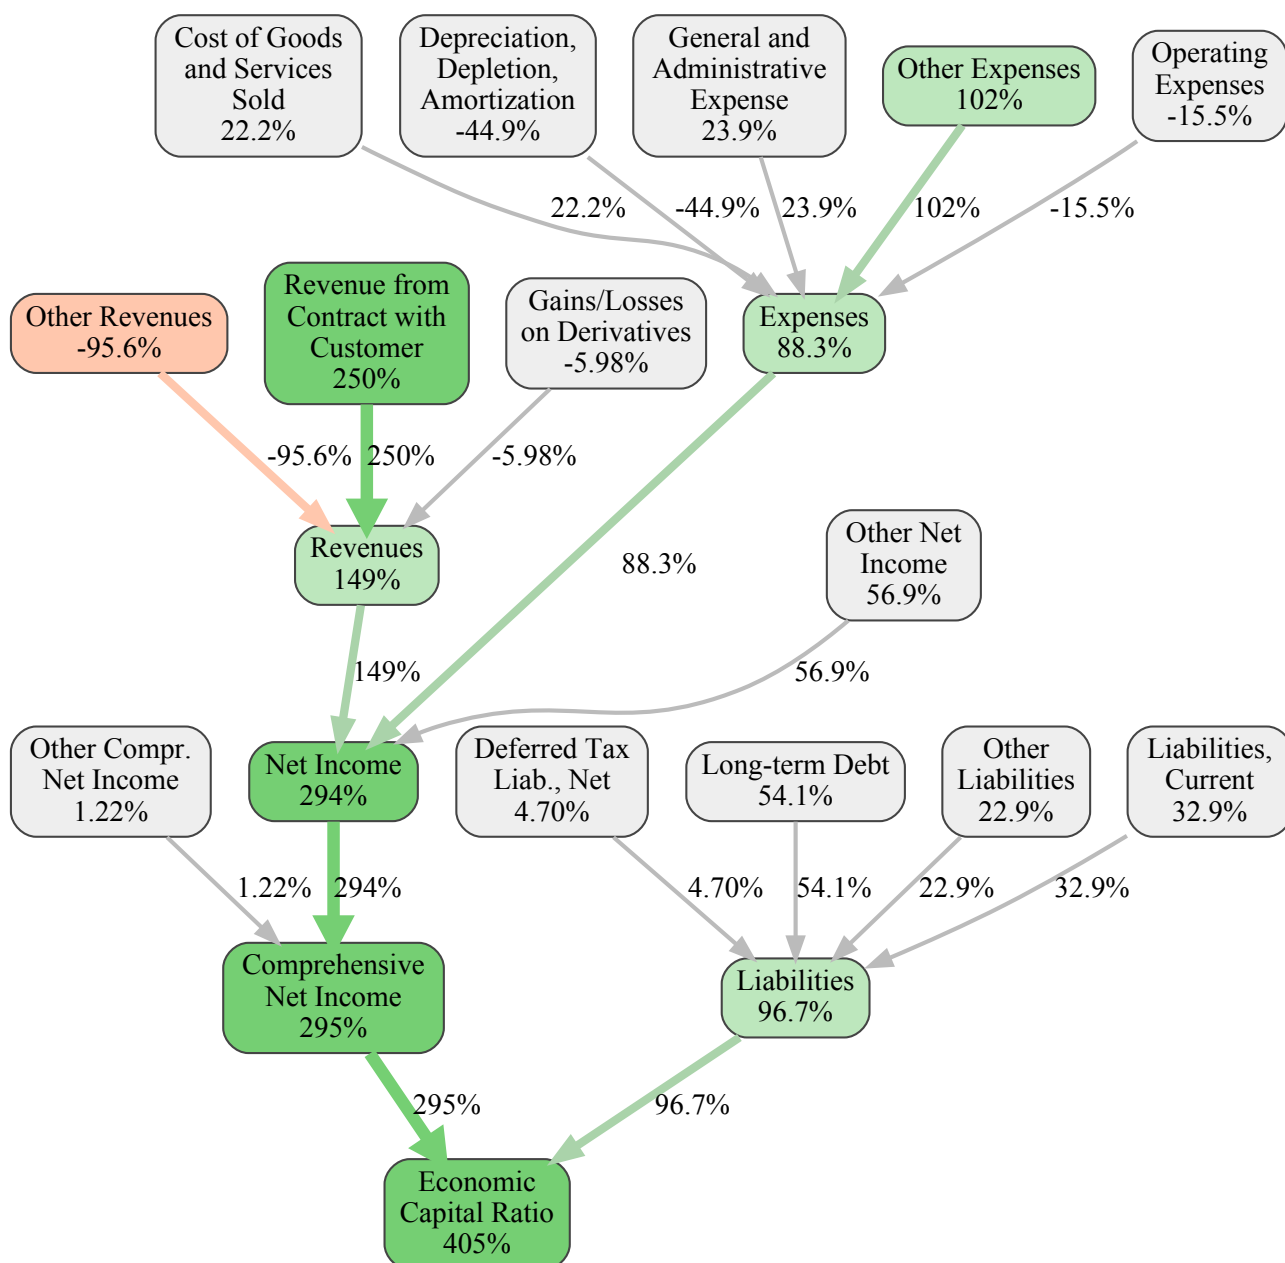 Cost of Goods
and Services
Sold
22.2%
Depreciation,
Depletion,
Amortization
-44.9%
General and
Administrative
Expense
23.9%
Other Expenses
102%
Operating
Expenses
-15.5%
22.2%
-44.9%
23.9%
102%
-15.5%
Other Revenues
-95.6%
Revenue from
Contract with
Customer
250%
Gains/Losses
on Derivatives
-5.98%
Expenses
88.3%
-95.6%
250%
-5.98%
Revenues
149%
88.3%
Other Net
Income
56.9%
149%
56.9%
Other Compr.
Net Income
1.22%
Net Income
294%
Deferred Tax
Liab., Net
4.70%
Long-term Debt
54.1%
Other
Liabilities
22.9%
Liabilities,
Current
32.9%
1.22%
294%
4.70%
54.1%
22.9%
32.9%
Comprehensive
Net Income
295%
Liabilities
96.7%
295%
96.7%
Economic
Capital Ratio
405%